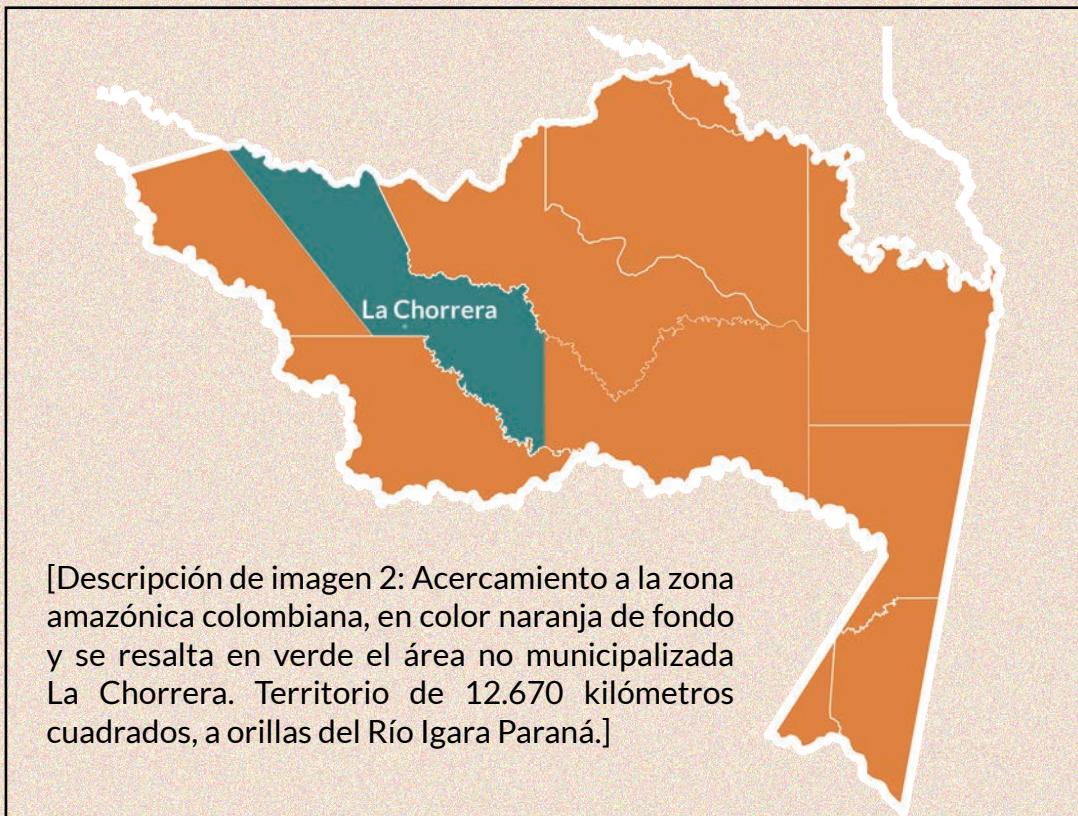 La Chorrera
[Descripción de imagen 2: Acercamiento a la zona
amazónica colombiana, en color naranja de fondo
y se resalta en verde el área no municipalizada
La Chorrera. Territorio de 12.670 kilómetros
cuadrados, a orillas del Río Igara Paraná.]